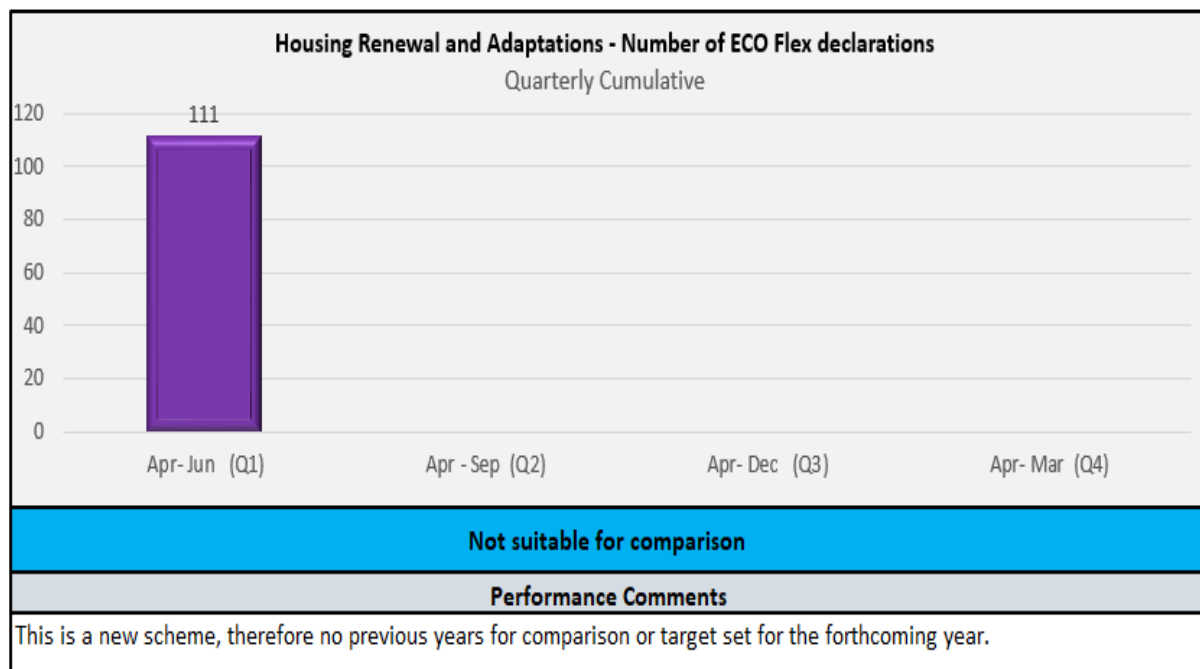 Housing Renewal and Adaptations - Number of ECO Flex declarations
Quarterly Cumulative
120
111
100
80
60
40
20
0
Apr- Jun (Q1)
Apr - Sep (Q2)
Apr- Dec (Q3)
Apr- Mar (Q4)
Not suitable for comparison
Performance Comments
This is a new scheme, therefore no previous years for comparison or target set for the forthcoming year.